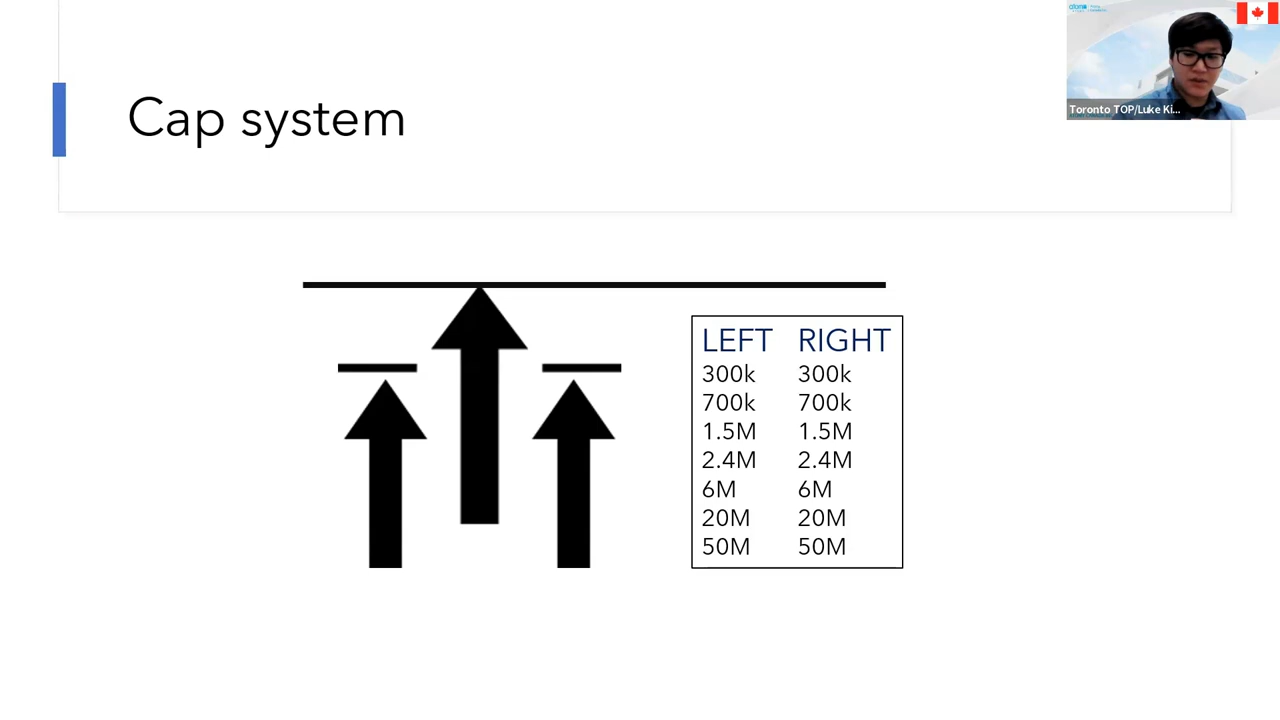 Cap system
Toronto TOP/Luke Ki...
LEFT RIGHT
300k 300k
700k 700k
1.5M 1.5M
2.4M 2.4M
6M 6M
20M 20M
50M 50M